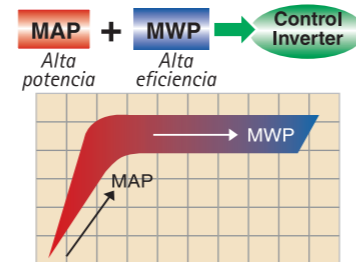 MAP + MWP Control
Inverter
Alta Alta
potencia eficiencia
MWP
MAP